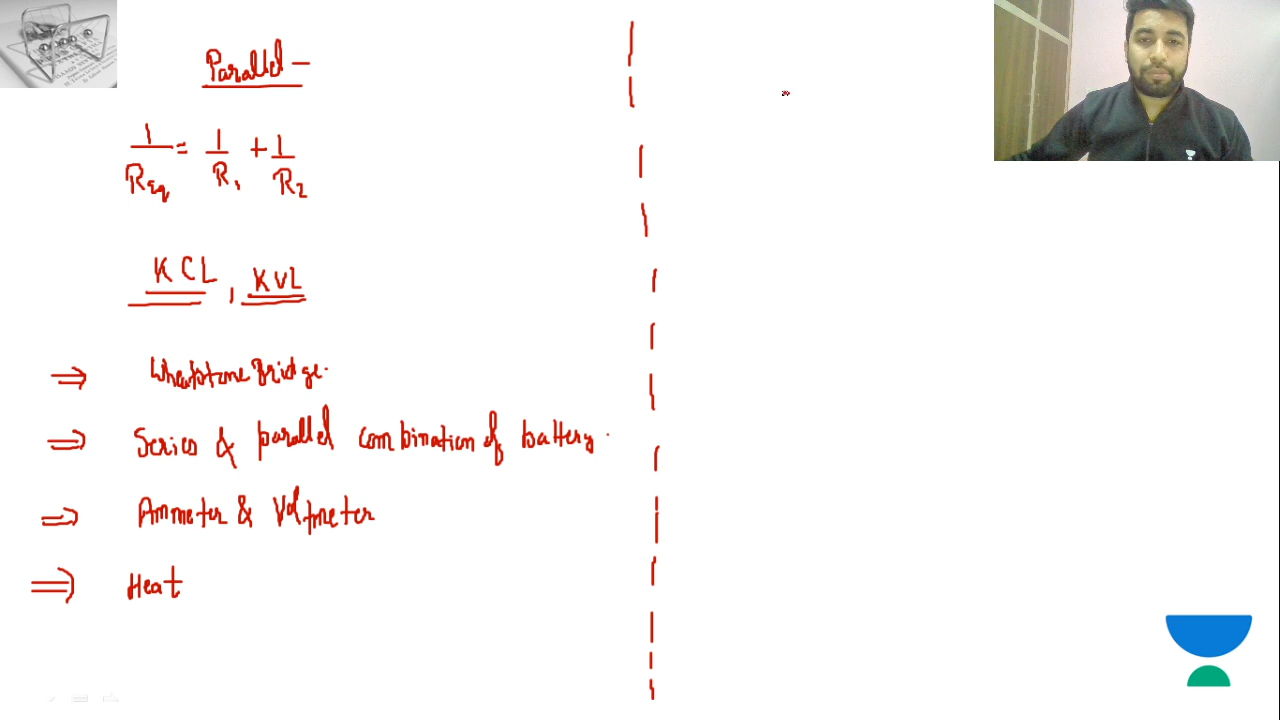 Parallel -
1/REq = 1/R1 + 1/R2
KCL, KVL
⇒ Wheatstone Bridge.
⇒ Series & parallel combination of battery.
⇒ Ammeter & Voltmeter
⇒ Heat